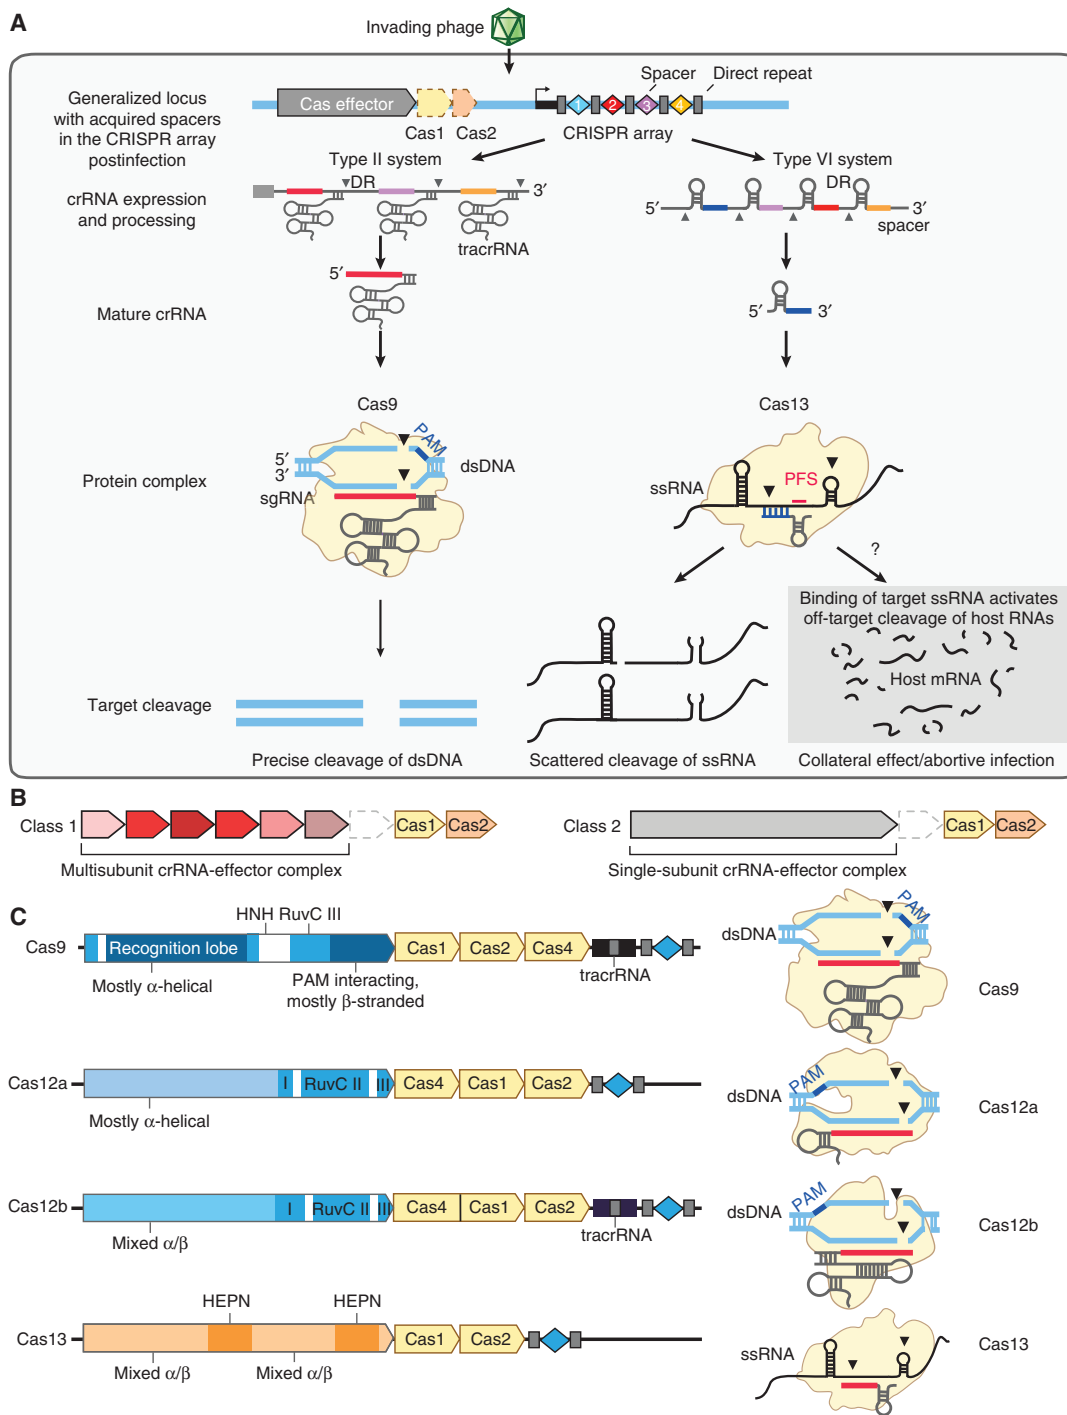 A
Invading phage
Generalized locus
with acquired spacers
in the CRISPR array
postinfection
Spacer
Direct repeat
Cas effector
1
2
3
4
Cas1
Cas2
CRISPR array
Type II system
Type VI system
crRNA expression
and processing
DR
3′
tracrRNA
DR
5′
3′
spacer
Mature crRNA
5′
5′
3′
Cas9
Cas13
Protein complex
PAM
5′
3′
dsDNA
sgRNA
ssRNA
PFS
?
Binding of target ssRNA activates
off-target cleavage of host RNAs
Host mRNA
Target cleavage
Precise cleavage of dsDNA
Scattered cleavage of ssRNA
Collateral effect/abortive infection
B
Class 1
Cas1
Cas2
Multisubunit crRNA-effector complex
Class 2
Cas1
Cas2
Single-subunit crRNA-effector complex
C
HNH RuvC III
Cas9
Recognition lobe
Cas1
Cas2
Cas4
Mostly α-helical
PAM interacting,
mostly β-stranded
tracrRNA
PAM
dsDNA
Cas9
Cas12a
I
RuvC II
III
Cas4
Cas1
Cas2
Mostly α-helical
PAM
dsDNA
Cas12a
Cas12b
I
RuvC II
III
Cas4
Cas1
Cas2
Mixed α/β
tracrRNA
PAM
dsDNA
Cas12b
HEPN
HEPN
Cas13
Cas1
Cas2
Mixed α/β
Mixed α/β
ssRNA
Cas13